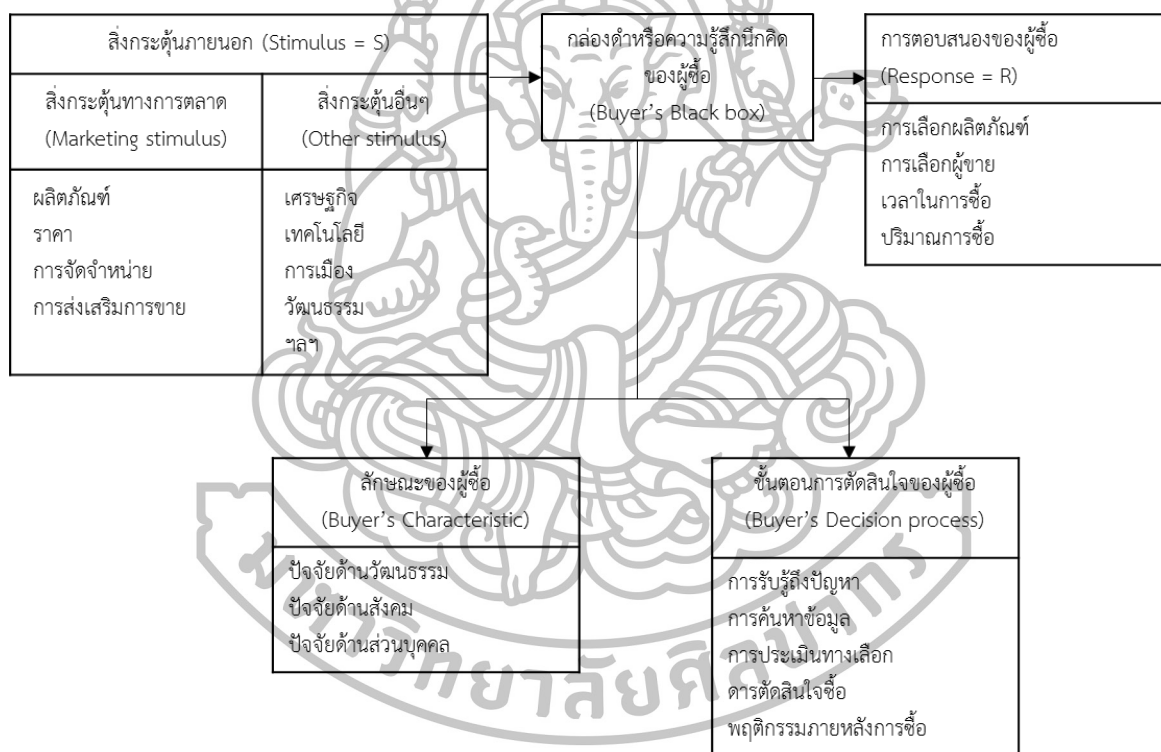 สิ่งกระตุ้นภายนอก (Stimulus = S)
สิ่งกระตุ้นทางการตลาด
(Marketing stimulus)
สิ่งกระตุ้นอื่นๆ
(Other stimulus)
ผลิตภัณฑ์
ราคา
การจัดจำหน่าย
การส่งเสริมการขาย
เศรษฐกิจ
เทคโนโลยี
การเมือง
วัฒนธรรม
ฯลฯ
กล่องดำหรือความรู้สึกนึกคิด
ของผู้ซื้อ
(Buyer's Black box)
การตอบสนองของผู้ซื้อ
(Response = R)
การเลือกผลิตภัณฑ์
การเลือกผู้ขาย
เวลาในการซื้อ
ปริมาณการซื้อ
ลักษณะของผู้ซื้อ
(Buyer's Characteristic)
ปัจจัยด้านวัฒนธรรม
ปัจจัยด้านสังคม
ปัจจัยด้านส่วนบุคคล
ขั้นตอนการตัดสินใจของผู้ซื้อ
(Buyer's Decision process)
การรับรู้ถึงปัญหา
การค้นหาข้อมูล
การประเมินทางเลือก
ดารตัดสินใจซื้อ
พฤติกรรมภายหลังการซื้อ
มหาวิทยาลัยศิลปากร